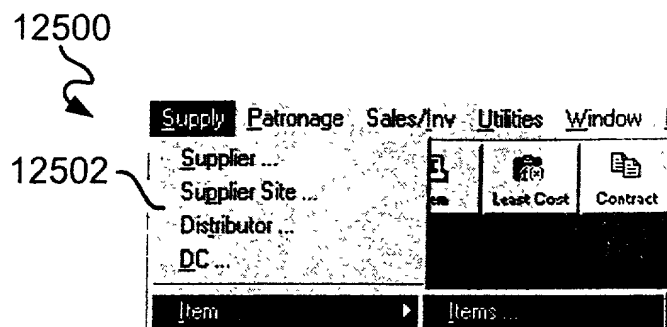 12500
Supply Patronage Sales/Inv Utilities Window
12502
Supplier ...
Supplier Site ...
Least Cost Contract
Distributor ...
DC ...
Item Items ...